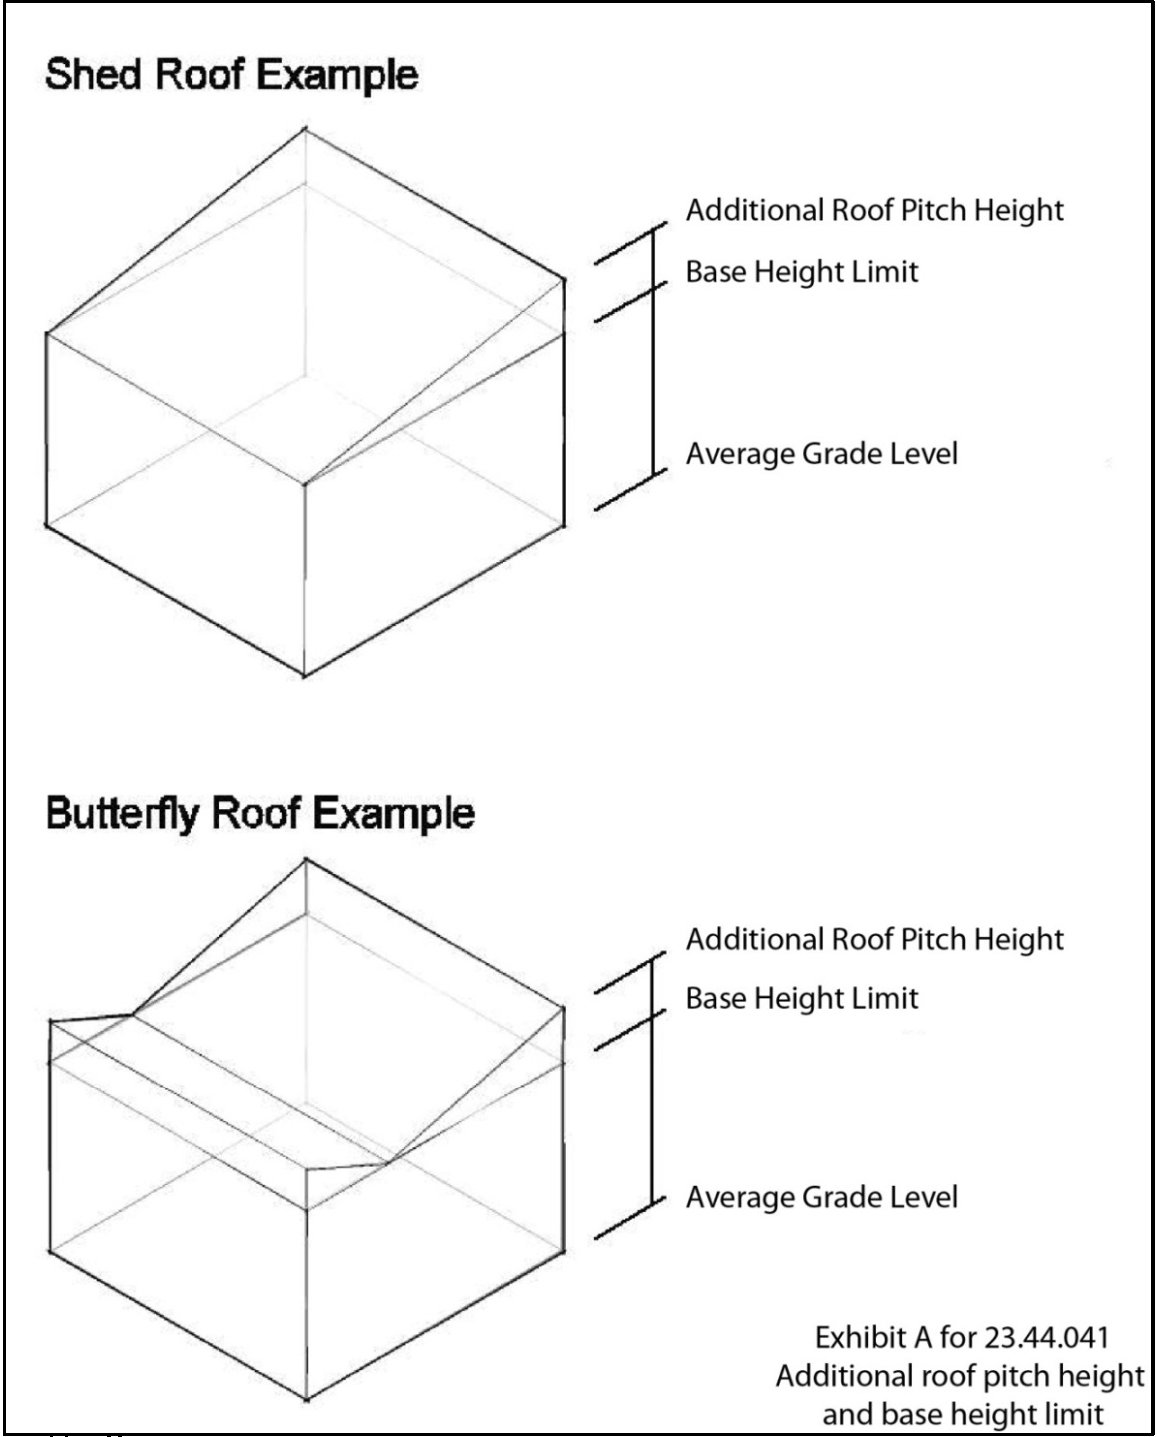 Shed Roof Example
Additional Roof Pitch Height
Base Height Limit
Average Grade Level
Butterfly Roof Example
Additional Roof Pitch Height
Base Height Limit
Average Grade Level
Exhibit A for 23.44.041
Additional roof pitch height
and base height limit